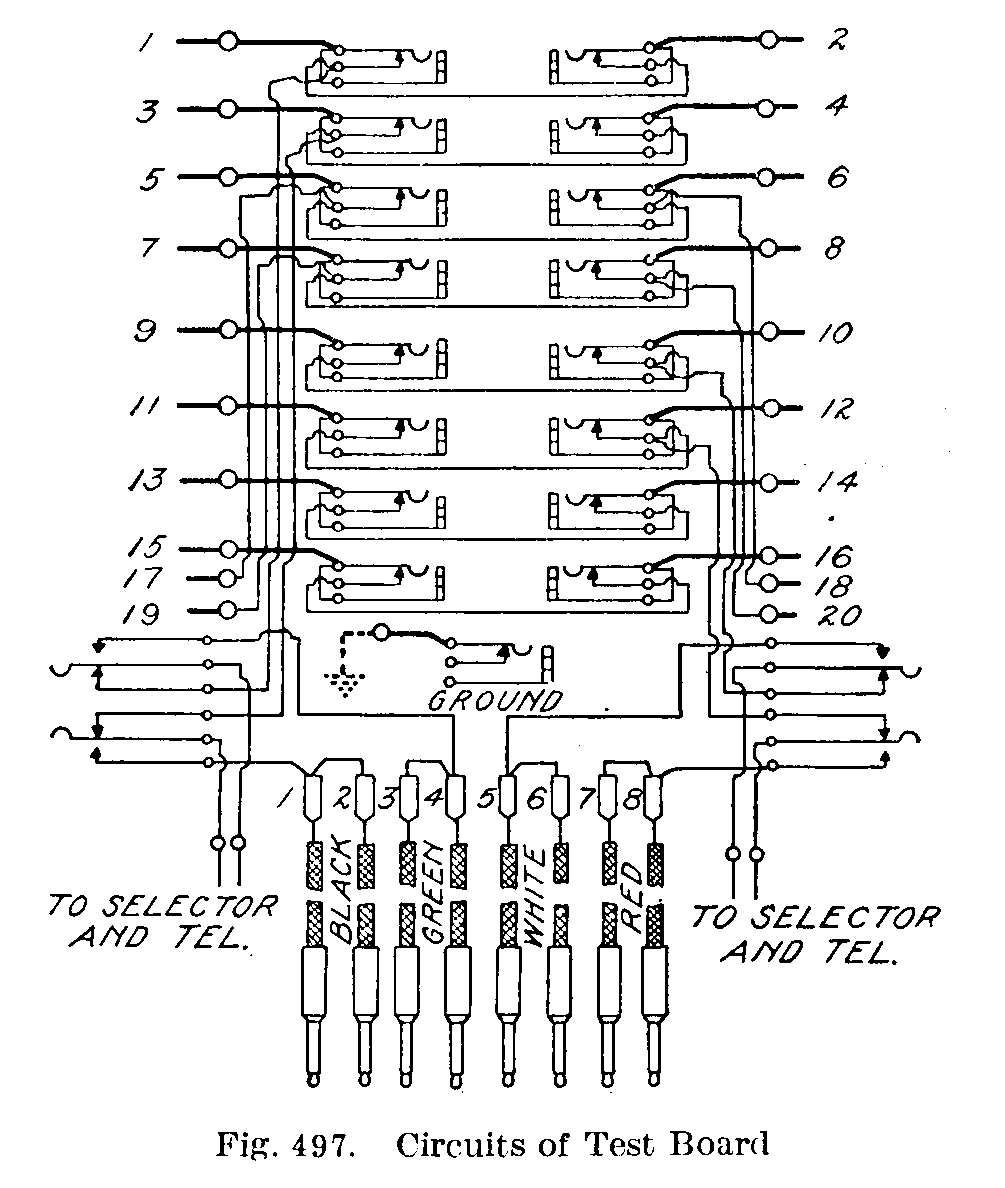 1 2
3 4
5 6
7 8
9 10
11 12
13 14
15 16
17 18
19 20
GROUND
1 2 3 4 5 6 7 8
BLACK GREEN WHITE RED
TO SELECTOR
AND TEL.
TO SELECTOR
AND TEL.
Fig. 497. Circuits of Test Board